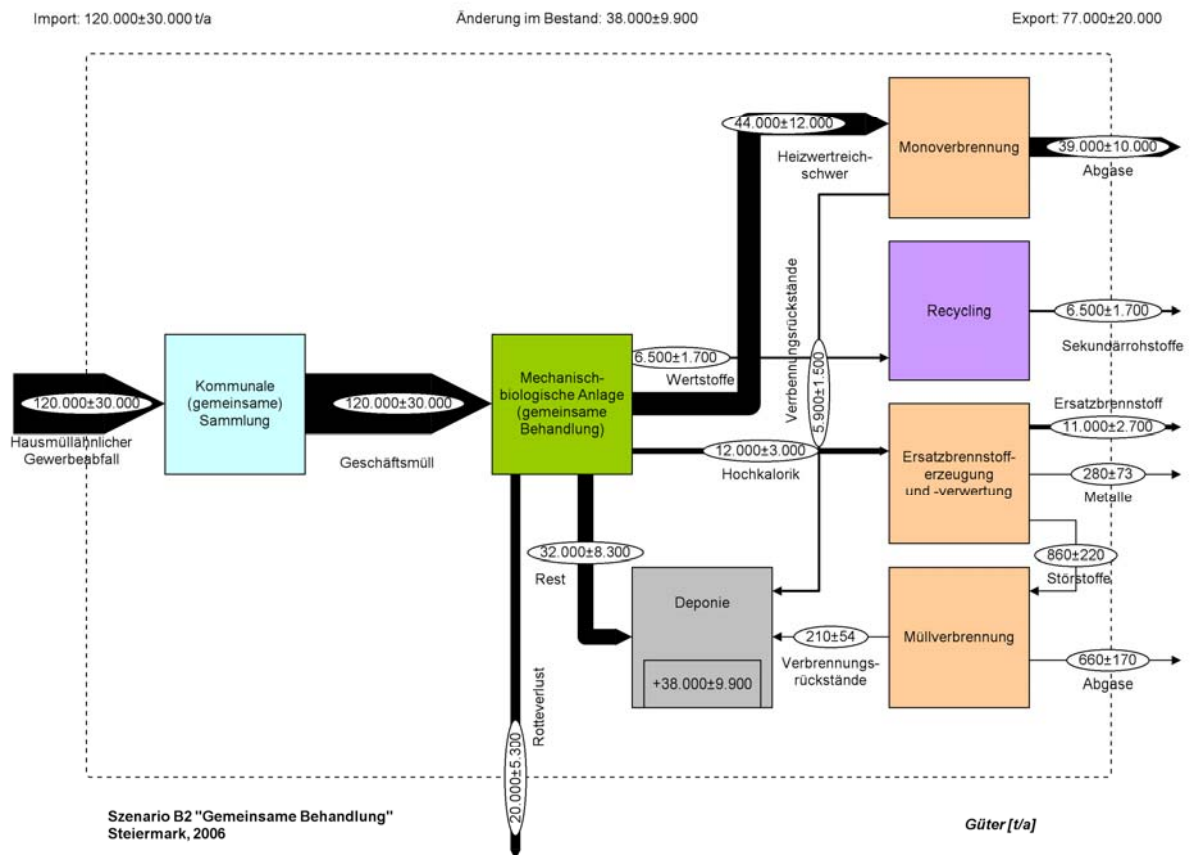 Import: 120.000±30.000 t/a
Änderung im Bestand: 38.000±9.900
Export: 77.000±20.000
44.000±12.000
Heizwertreich-
schwer
Monoverbrennung
39.000±10.000
Abgase
Verrbennungsrückstände
5.900±1.500
Recycling
6.500±1.700
Sekundärrohstoffe
120.000±30.000
Hausmüllähnlicher
Gewerbeabfall
Kommunale
(gemeinsame)
Sammlung
120.000±30.000
Geschäftsmüll
Mechanisch-
biologische Anlage
(gemeinsame
Behandlung)
6.500±1.700
Wertstoffe
12.000±3.000
Hochkalorik
Ersatzbrennstoff-
erzeugung
und -verwertung
Ersatzbrennstoff
11.000±2.700
280±73
Metalle
860±220
Störstoffe
32.000±8.300
Rest
Deponie
+38.000±9.900
210±54
Verbrennungs-
rückstände
Müllverbrennung
660±170
Abgase
Rotteverlust
20.000±5.300
Szenario B2 "Gemeinsame Behandlung"
Steiermark, 2006
Güter [t/a]